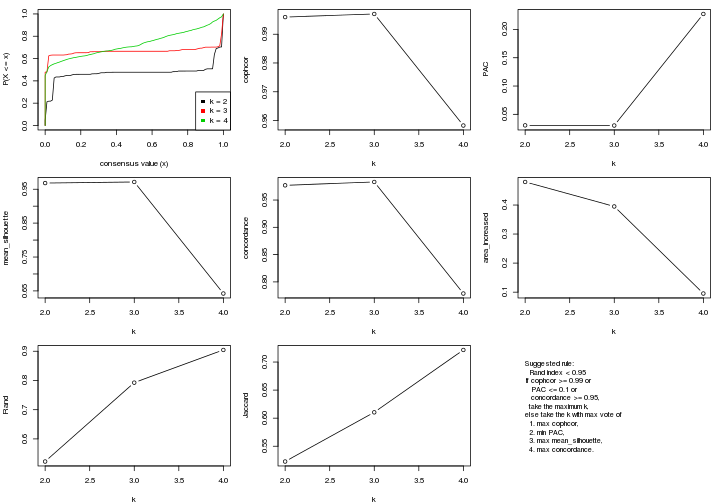 P(X <= x)
0.0 0.2 0.4 0.6 0.8 1.0
k = 2
k = 3
k = 4
0.0 0.2 0.4 0.6 0.8 1.0
consensus value (x)
cophcor
0.96 0.97 0.98 0.99
2.0 2.5 3.0 3.5 4.0
k
PAC
0.05 0.10 0.15 0.20
2.0 2.5 3.0 3.5 4.0
k
mean_silhouette
0.65 0.75 0.85 0.95
2.0 2.5 3.0 3.5 4.0
k
concordance
0.80 0.85 0.90 0.95
2.0 2.5 3.0 3.5 4.0
k
area_increased
0.1 0.2 0.3 0.4
2.0 2.5 3.0 3.5 4.0
k
Rand
0.6 0.7 0.8 0.9
2.0 2.5 3.0 3.5 4.0
k
Jaccard
0.55 0.60 0.65 0.70
2.0 2.5 3.0 3.5 4.0
k
Suggested rule:
Rand index < 0.95
If cophcor >= 0.99 or
PAC <= 0.1 or
concordance >= 0.95,
take the maximum k,
else take the k with max vote of
1. max cophcor,
2. min PAC,
3. max mean_silhouette,
4. max concordance.